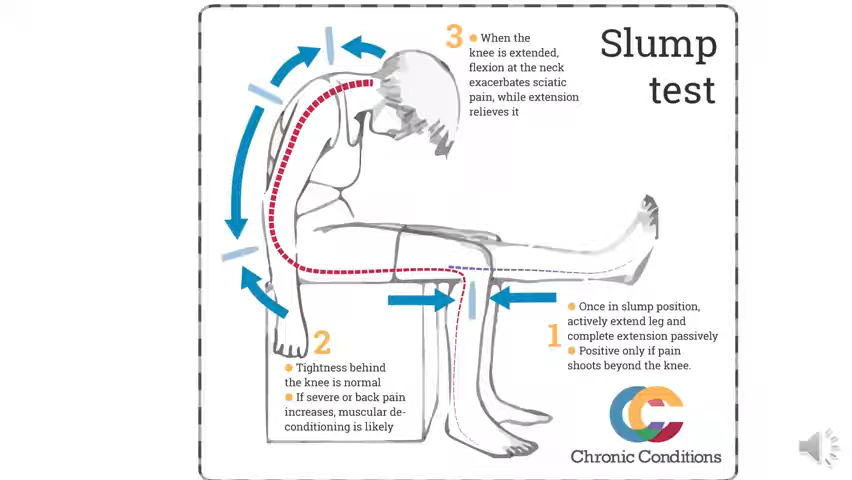 Slump
test
3 When the
knee is extended,
flexion at the neck
exacerbates sciatic
pain, while extension
relieves it
Once in slump position,
actively extend leg and
1 complete extension passively
Positive only if pain
shoots beyond the knee.
2
Tightness behind
the knee is normal
If severe or back pain
increases, muscular de-
conditioning is likely
CC
Chronic Conditions